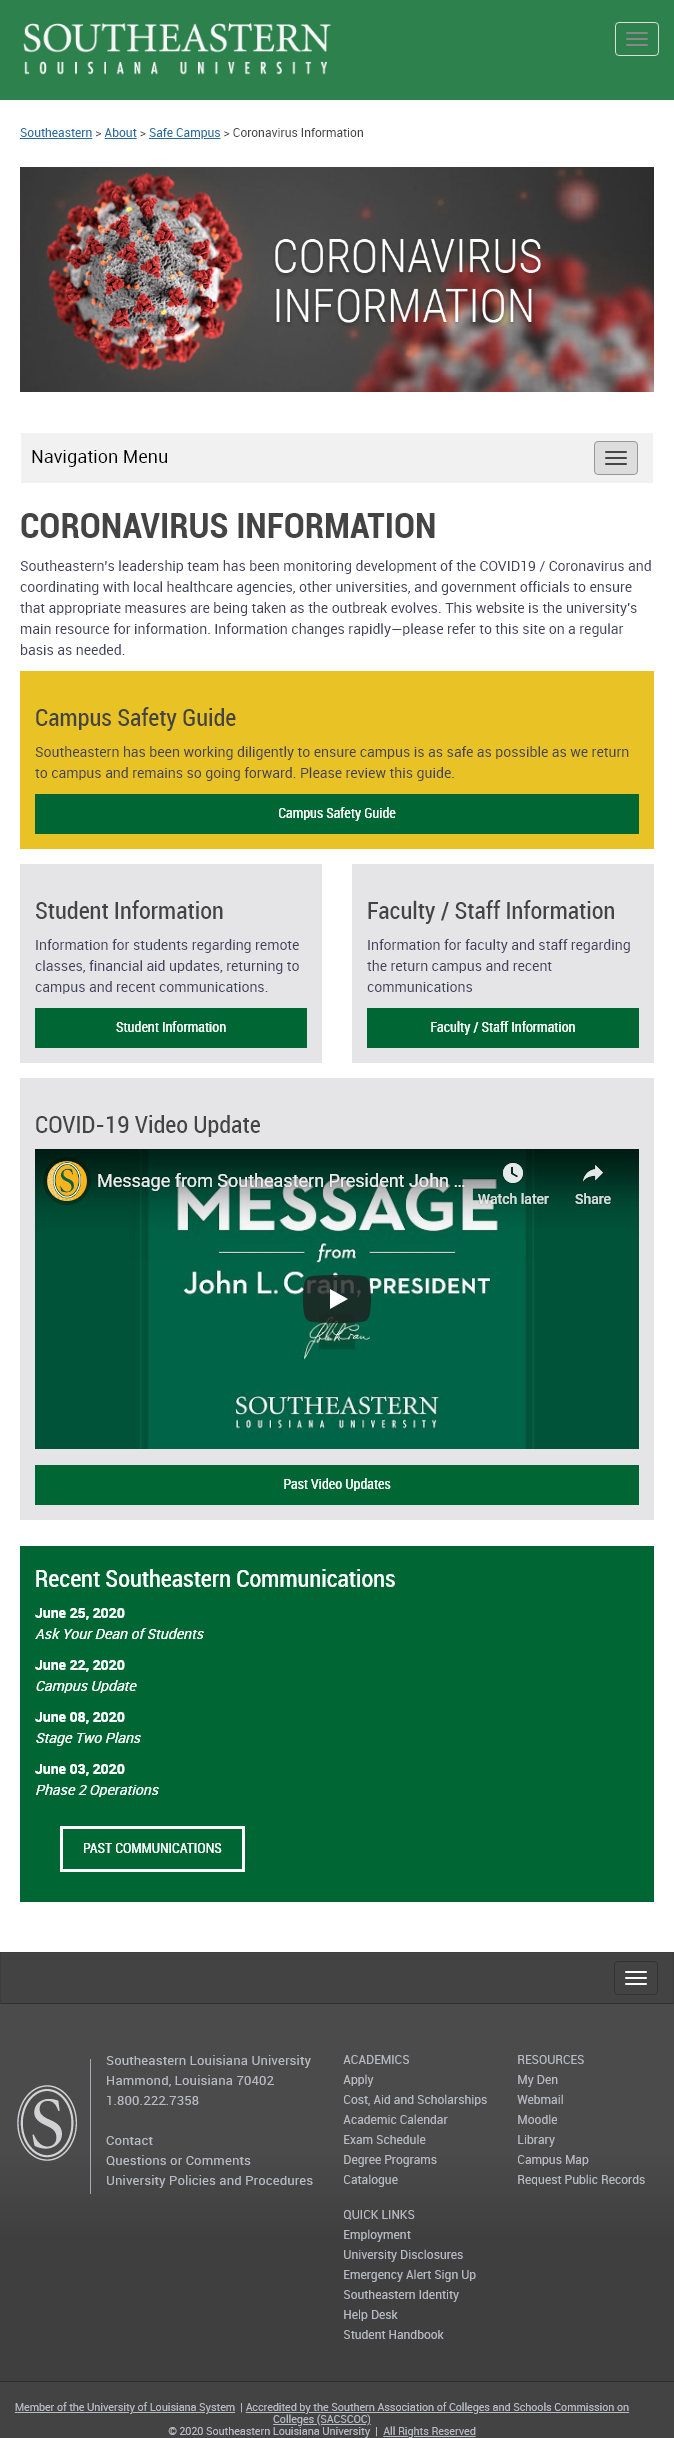 SOUTHEASTERN
LOUISIANA UNIVERSITY
Southeastern > About > Safe Campus > Coronavirus Information
CORONAVIRUS
INFORMATION
Navigation Menu
CORONAVIRUS INFORMATION
Southeastern's leadership team has been monitoring development of the COVID19 / Coronavirus and
coordinating with local healthcare agencies, other universities, and government officials to ensure
that appropriate measures are being taken as the outbreak evolves. This website is the university's
main resource for information. Information changes rapidly—please refer to this site on a regular
basis as needed.
Campus Safety Guide
Southeastern has been working diligently to ensure campus is as safe as possible as we return
to campus and remains so going forward. Please review this guide.
Campus Safety Guide
Student Information
Information for students regarding remote
classes, financial aid updates, returning to
campus and recent communications.
Student Information
Faculty / Staff Information
Information for faculty and staff regarding
the return campus and recent
communications
Faculty / Staff Information
COVID-19 Video Update
S
Message from Southeastern President John ...
Watch later
Share
MESSAGE
from
John L. Crain, PRESIDENT
SOUTHEASTERN
LOUISIANA UNIVERSITY
Past Video Updates
Recent Southeastern Communications
June 25, 2020
Ask Your Dean of Students
June 22, 2020
Campus Update
June 08, 2020
Stage Two Plans
June 03, 2020
Phase 2 Operations
PAST COMMUNICATIONS
S
Southeastern Louisiana University
Hammond, Louisiana 70402
1.800.222.7358
Contact
Questions or Comments
University Policies and Procedures
ACADEMICS
Apply
Cost, Aid and Scholarships
Academic Calendar
Exam Schedule
Degree Programs
Catalogue
QUICK LINKS
Employment
University Disclosures
Emergency Alert Sign Up
Southeastern Identity
Help Desk
Student Handbook
RESOURCES
My Den
Webmail
Moodle
Library
Campus Map
Request Public Records
Member of the University of Louisiana System | Accredited by the Southern Association of Colleges and Schools Commission on
Colleges (SACSCOC)
© 2020 Southeastern Louisiana University | All Rights Reserved